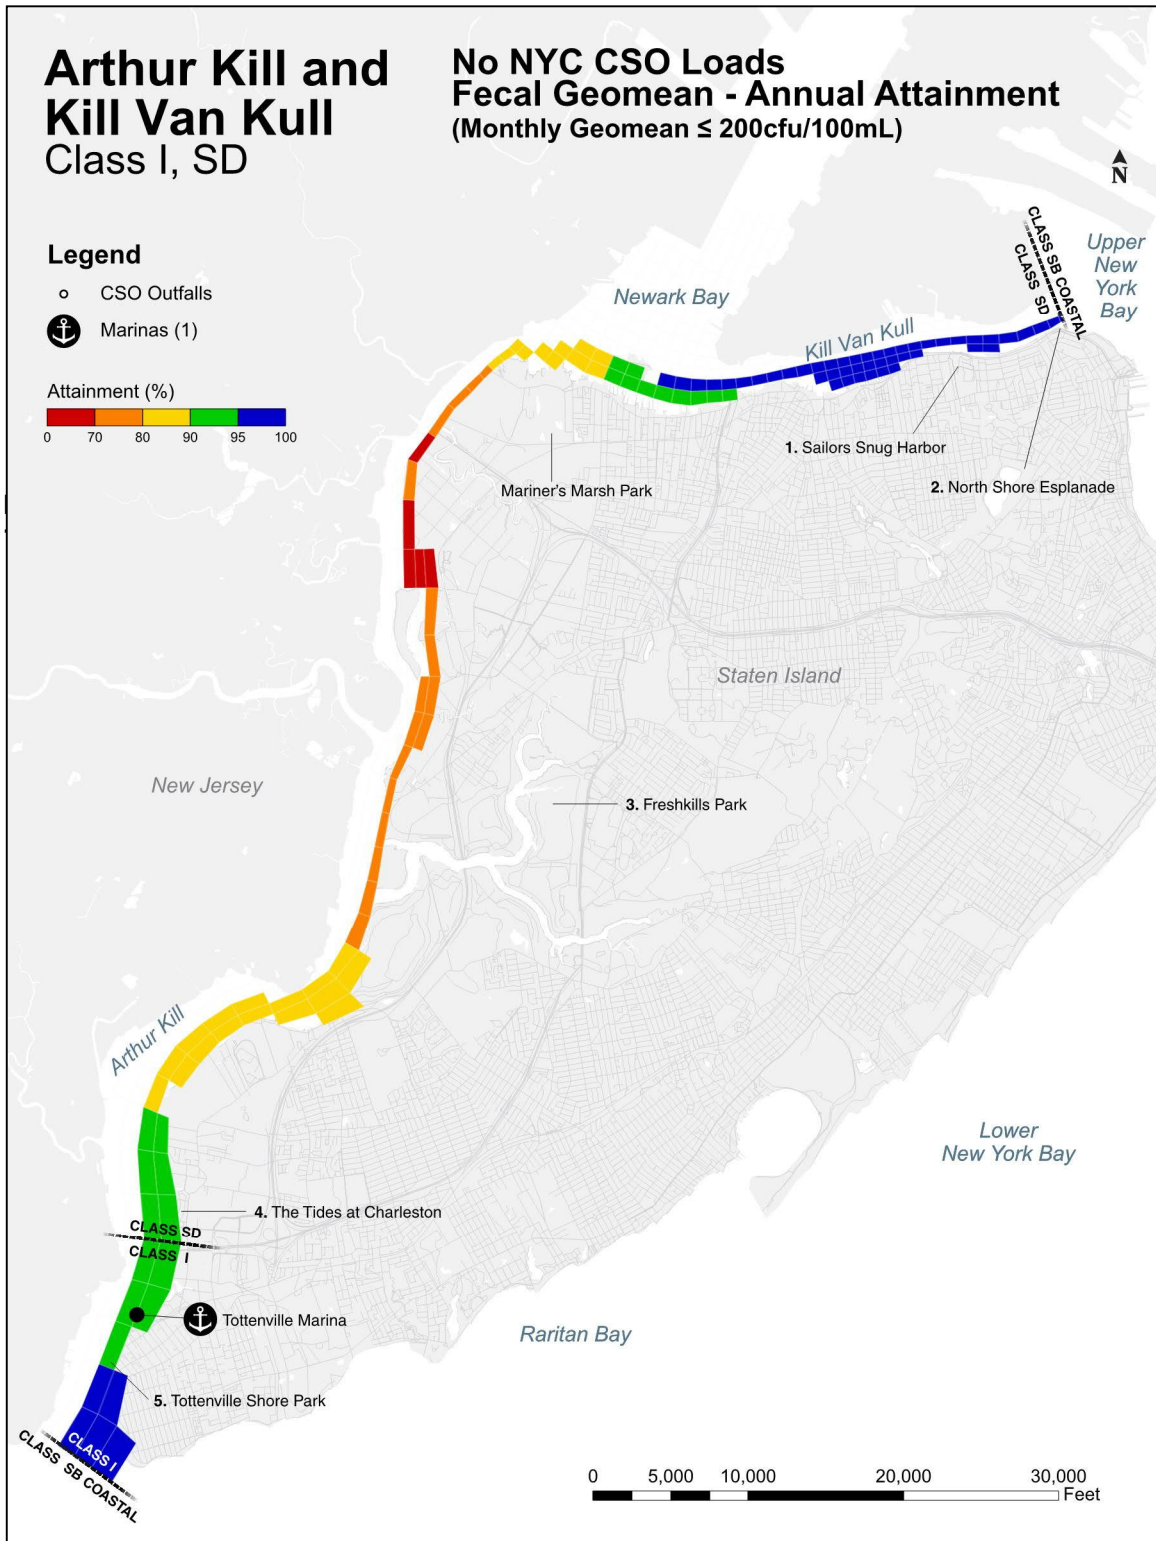 Arthur Kill and
Kill Van Kull
Class I, SD
No NYC CSO Loads
Fecal Geomean - Annual Attainment
(Monthly Geomean ≤ 200cfu/100mL)
N
Legend
CSO Outfalls
Marinas (1)
Attainment (%)
0 70 80 90 95 100
CLASS SB COASTAL
CLASS SD
Upper
New
York
Bay
Newark Bay
Kill Van Kull
1. Sailors Snug Harbor
2. North Shore Esplanade
Mariner's Marsh Park
Staten Island
New Jersey
3. Freshkills Park
Arthur Kill
Lower
New York Bay
4. The Tides at Charleston
CLASS SD
CLASS I
Tottenville Marina
Raritan Bay
5. Tottenville Shore Park
CLASS I
CLASS SB COASTAL
0 5,000 10,000 20,000 30,000
Feet